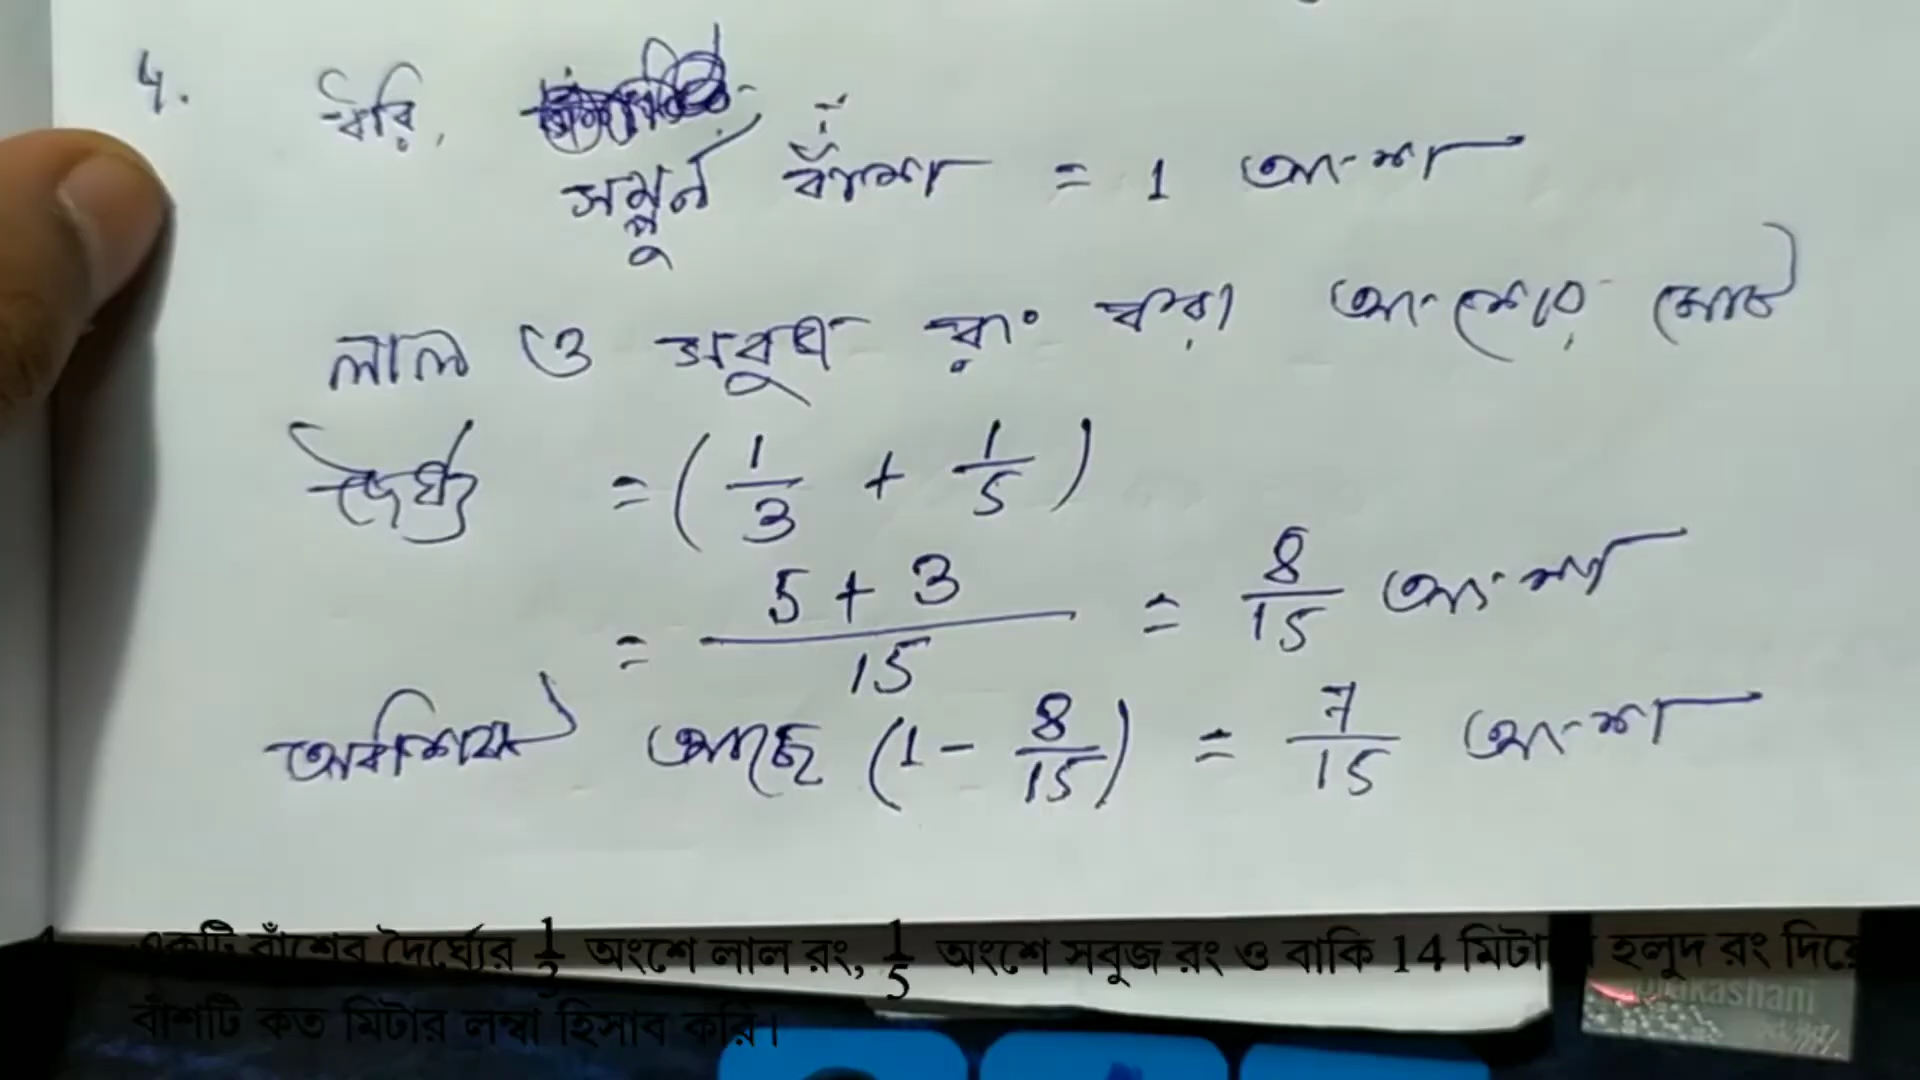 4. ধরি,
সম্পূর্ন বাঁশ = 1 অংশ
লাল ও সবুজ রং করা অংশের মোট
দৈর্ঘ্য = (1/3 + 1/5)
= 5 + 3 / 15 = 8/15 অংশ
অবশিষ্ট আছে (1 - 8/15) = 7/15 অংশ
একটি বাঁশের দৈর্ঘ্যের 1/3 অংশে লাল রং, 1/5 অংশে সবুজ রং ও বাকি 14 মিটা হলুদ রং দিয়ে
বাঁশটি কত মিটার লম্বা হিসাব করি।